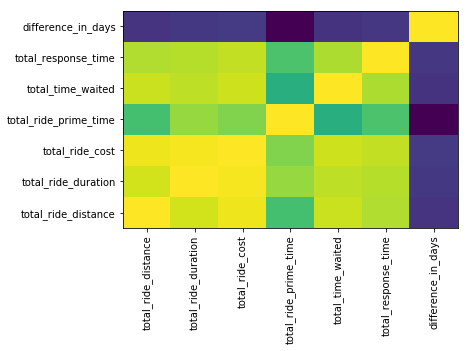 difference_in_days
total_response_time
total_time_waited
total_ride_prime_time
total_ride_cost
total_ride_duration
total_ride_distance
total_ride_distance
total_ride_duration
total_ride_cost
total_ride_prime_time
total_time_waited
total_response_time
difference_in_days